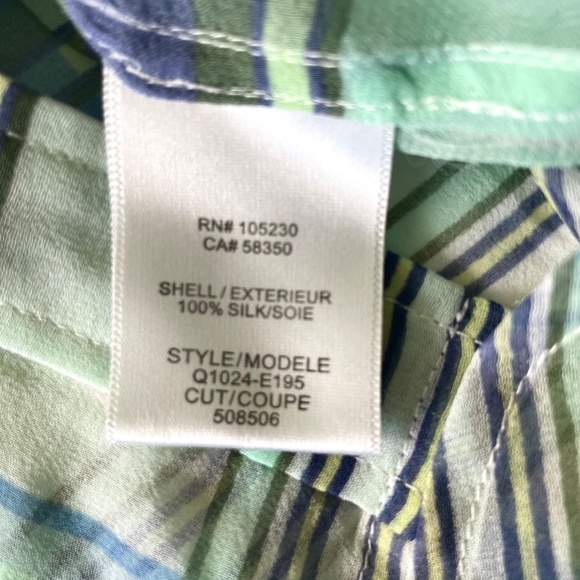 RN# 105230
CA# 58350
SHELL/EXTERIEUR
100% SILK/SOIE
STYLE/MODELE
Q1024-E195
CUT/COUPE
508506